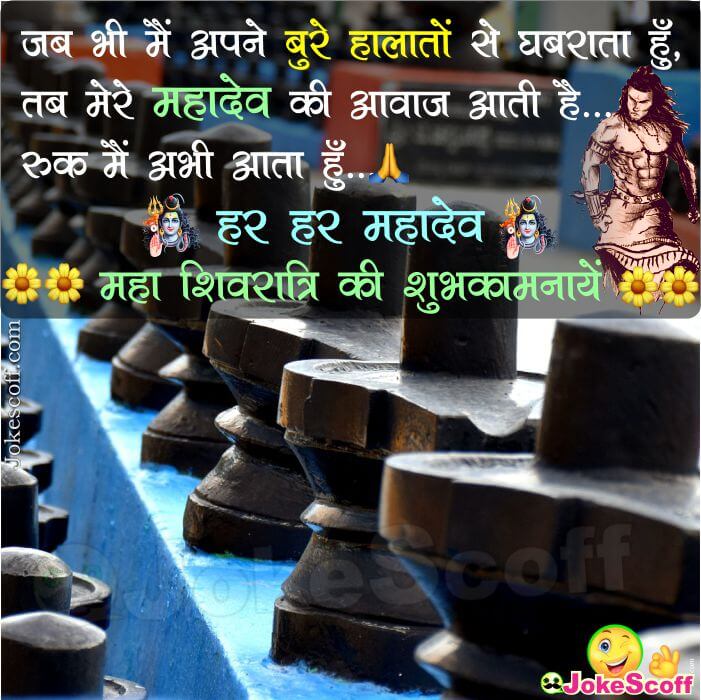 जब भी मैं अपने बुरे हालातों से घबराता हुँ,
तब मेरे महादेव की आवाज आती है...
रुक मैं अभी आता हुँ...🙏
हर हर महादेव
🌼🌼 महा शिवरात्रि की शुभकामनायें 🌼🌼
Jokescoff.com
@JokeScoff
JokeScoff